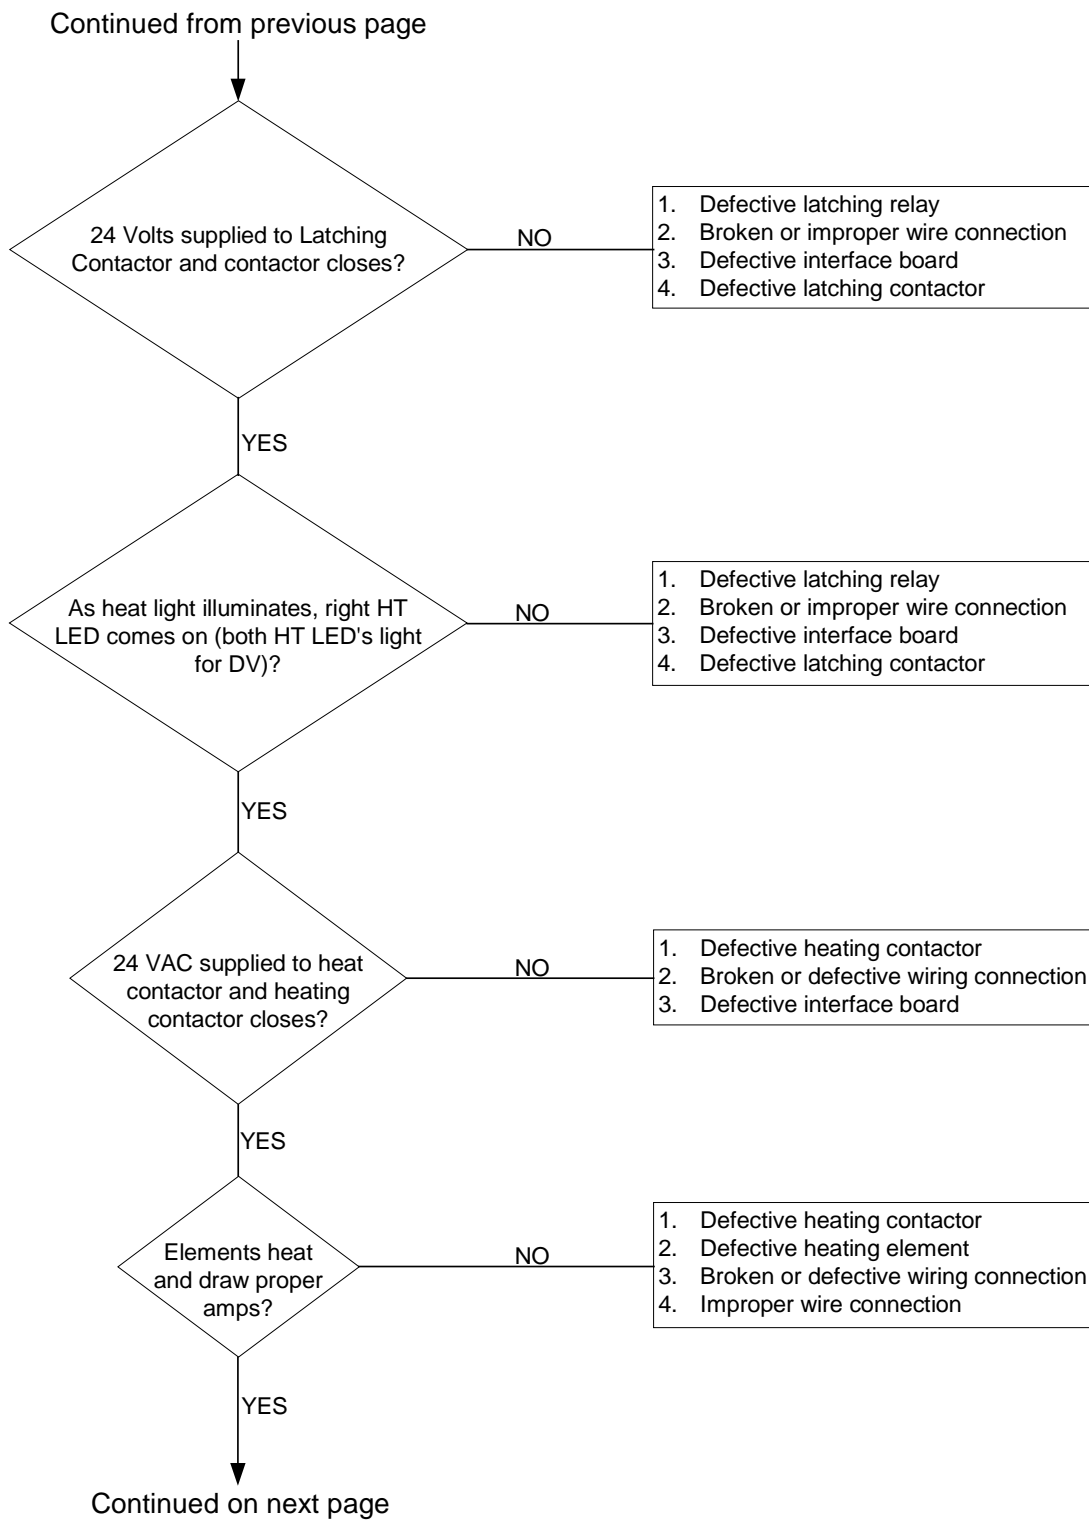 Continued from previous page
24 Volts supplied to Latching
Contactor and contactor closes?
NO
1. Defective latching relay
2. Broken or improper wire connection
3. Defective interface board
4. Defective latching contactor
YES
As heat light illuminates, right HT
LED comes on (both HT LED's light
for DV)?
NO
1. Defective latching relay
2. Broken or improper wire connection
3. Defective interface board
4. Defective latching contactor
YES
24 VAC supplied to heat
contactor and heating
contactor closes?
NO
1. Defective heating contactor
2. Broken or defective wiring connection
3. Defective interface board
YES
Elements heat
and draw proper
amps?
NO
1. Defective heating contactor
2. Defective heating element
3. Broken or defective wiring connection
4. Improper wire connection
YES
Continued on next page